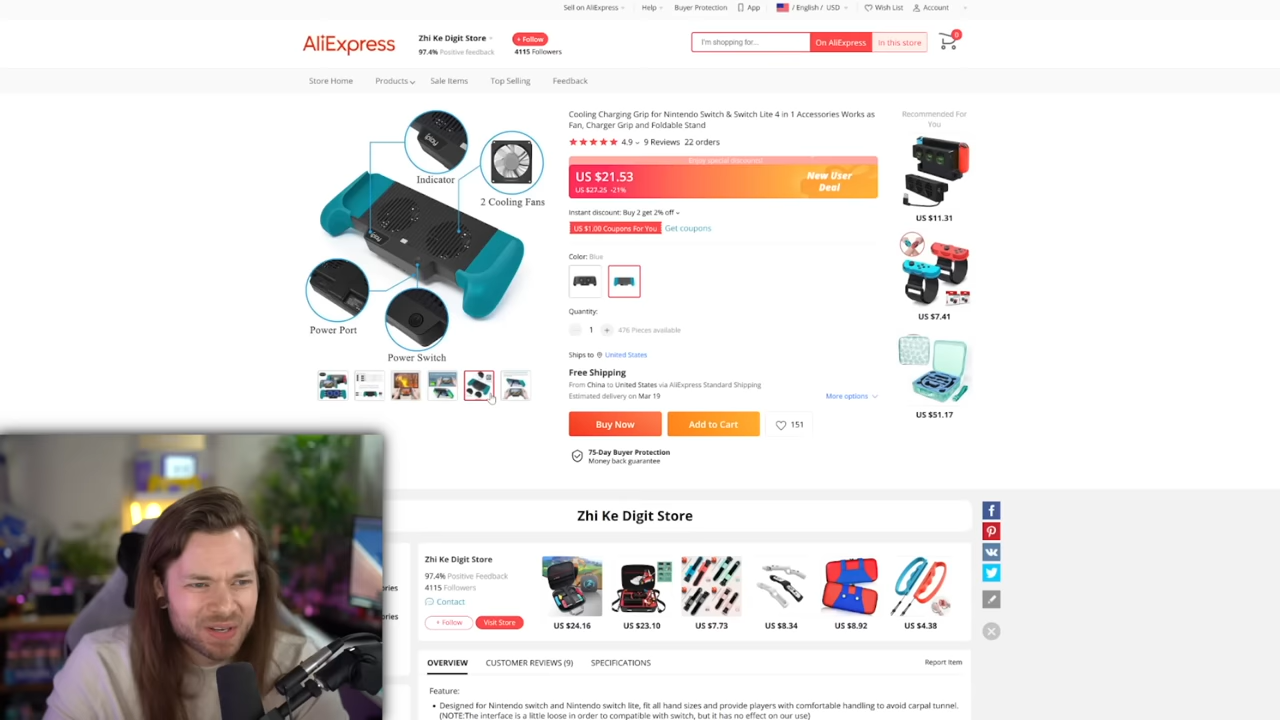 Sell on AliExpress
Help
Buyer Protection
App
/ English / USD
Wish List
Account
AliExpress
Zhi Ke Digit Store
97.4% Positive feedback
+ Follow
4115 Followers
I'm shopping for...
On AliExpress
In this store
0
Store Home
Products
Sale Items
Top Selling
Feedback
Indicator
2 Cooling Fans
Power Port
Power Switch
Cooling Charging Grip for Nintendo Switch & Switch Lite 4 in 1 Accessories Works as
Fan, Charger Grip and Foldable Stand
4.9
9 Reviews
22 orders
Enjoy special discounts!
US $21.53
US $27.25 -21%
New User
Deal
Instant discount: Buy 2 get 2% off
US $1.00 Coupons For You
Get coupons
Color: Blue
Quantity:
1
476 Pieces available
Ships to
United States
Free Shipping
From China to United States via AliExpress Standard Shipping
Estimated delivery on Mar 19
More options
Buy Now
Add to Cart
151
75-Day Buyer Protection
Money back guarantee
Recommended For
You
US $11.31
US $7.41
US $51.17
Zhi Ke Digit Store
Zhi Ke Digit Store
97.4% Positive Feedback
4115 Followers
Contact
+ Follow
Visit Store
US $24.16
US $23.10
US $7.73
US $8.34
US $8.92
US $4.38
OVERVIEW
CUSTOMER REVIEWS (9)
SPECIFICATIONS
Report Item
Feature:
Designed for Nintendo switch and Nintendo switch lite, fit all hand sizes and provide players with comfortable handling to avoid carpal tunnel.
(NOTE:The interface is a little loose in order to compatible with switch, but it has no effect on our use)